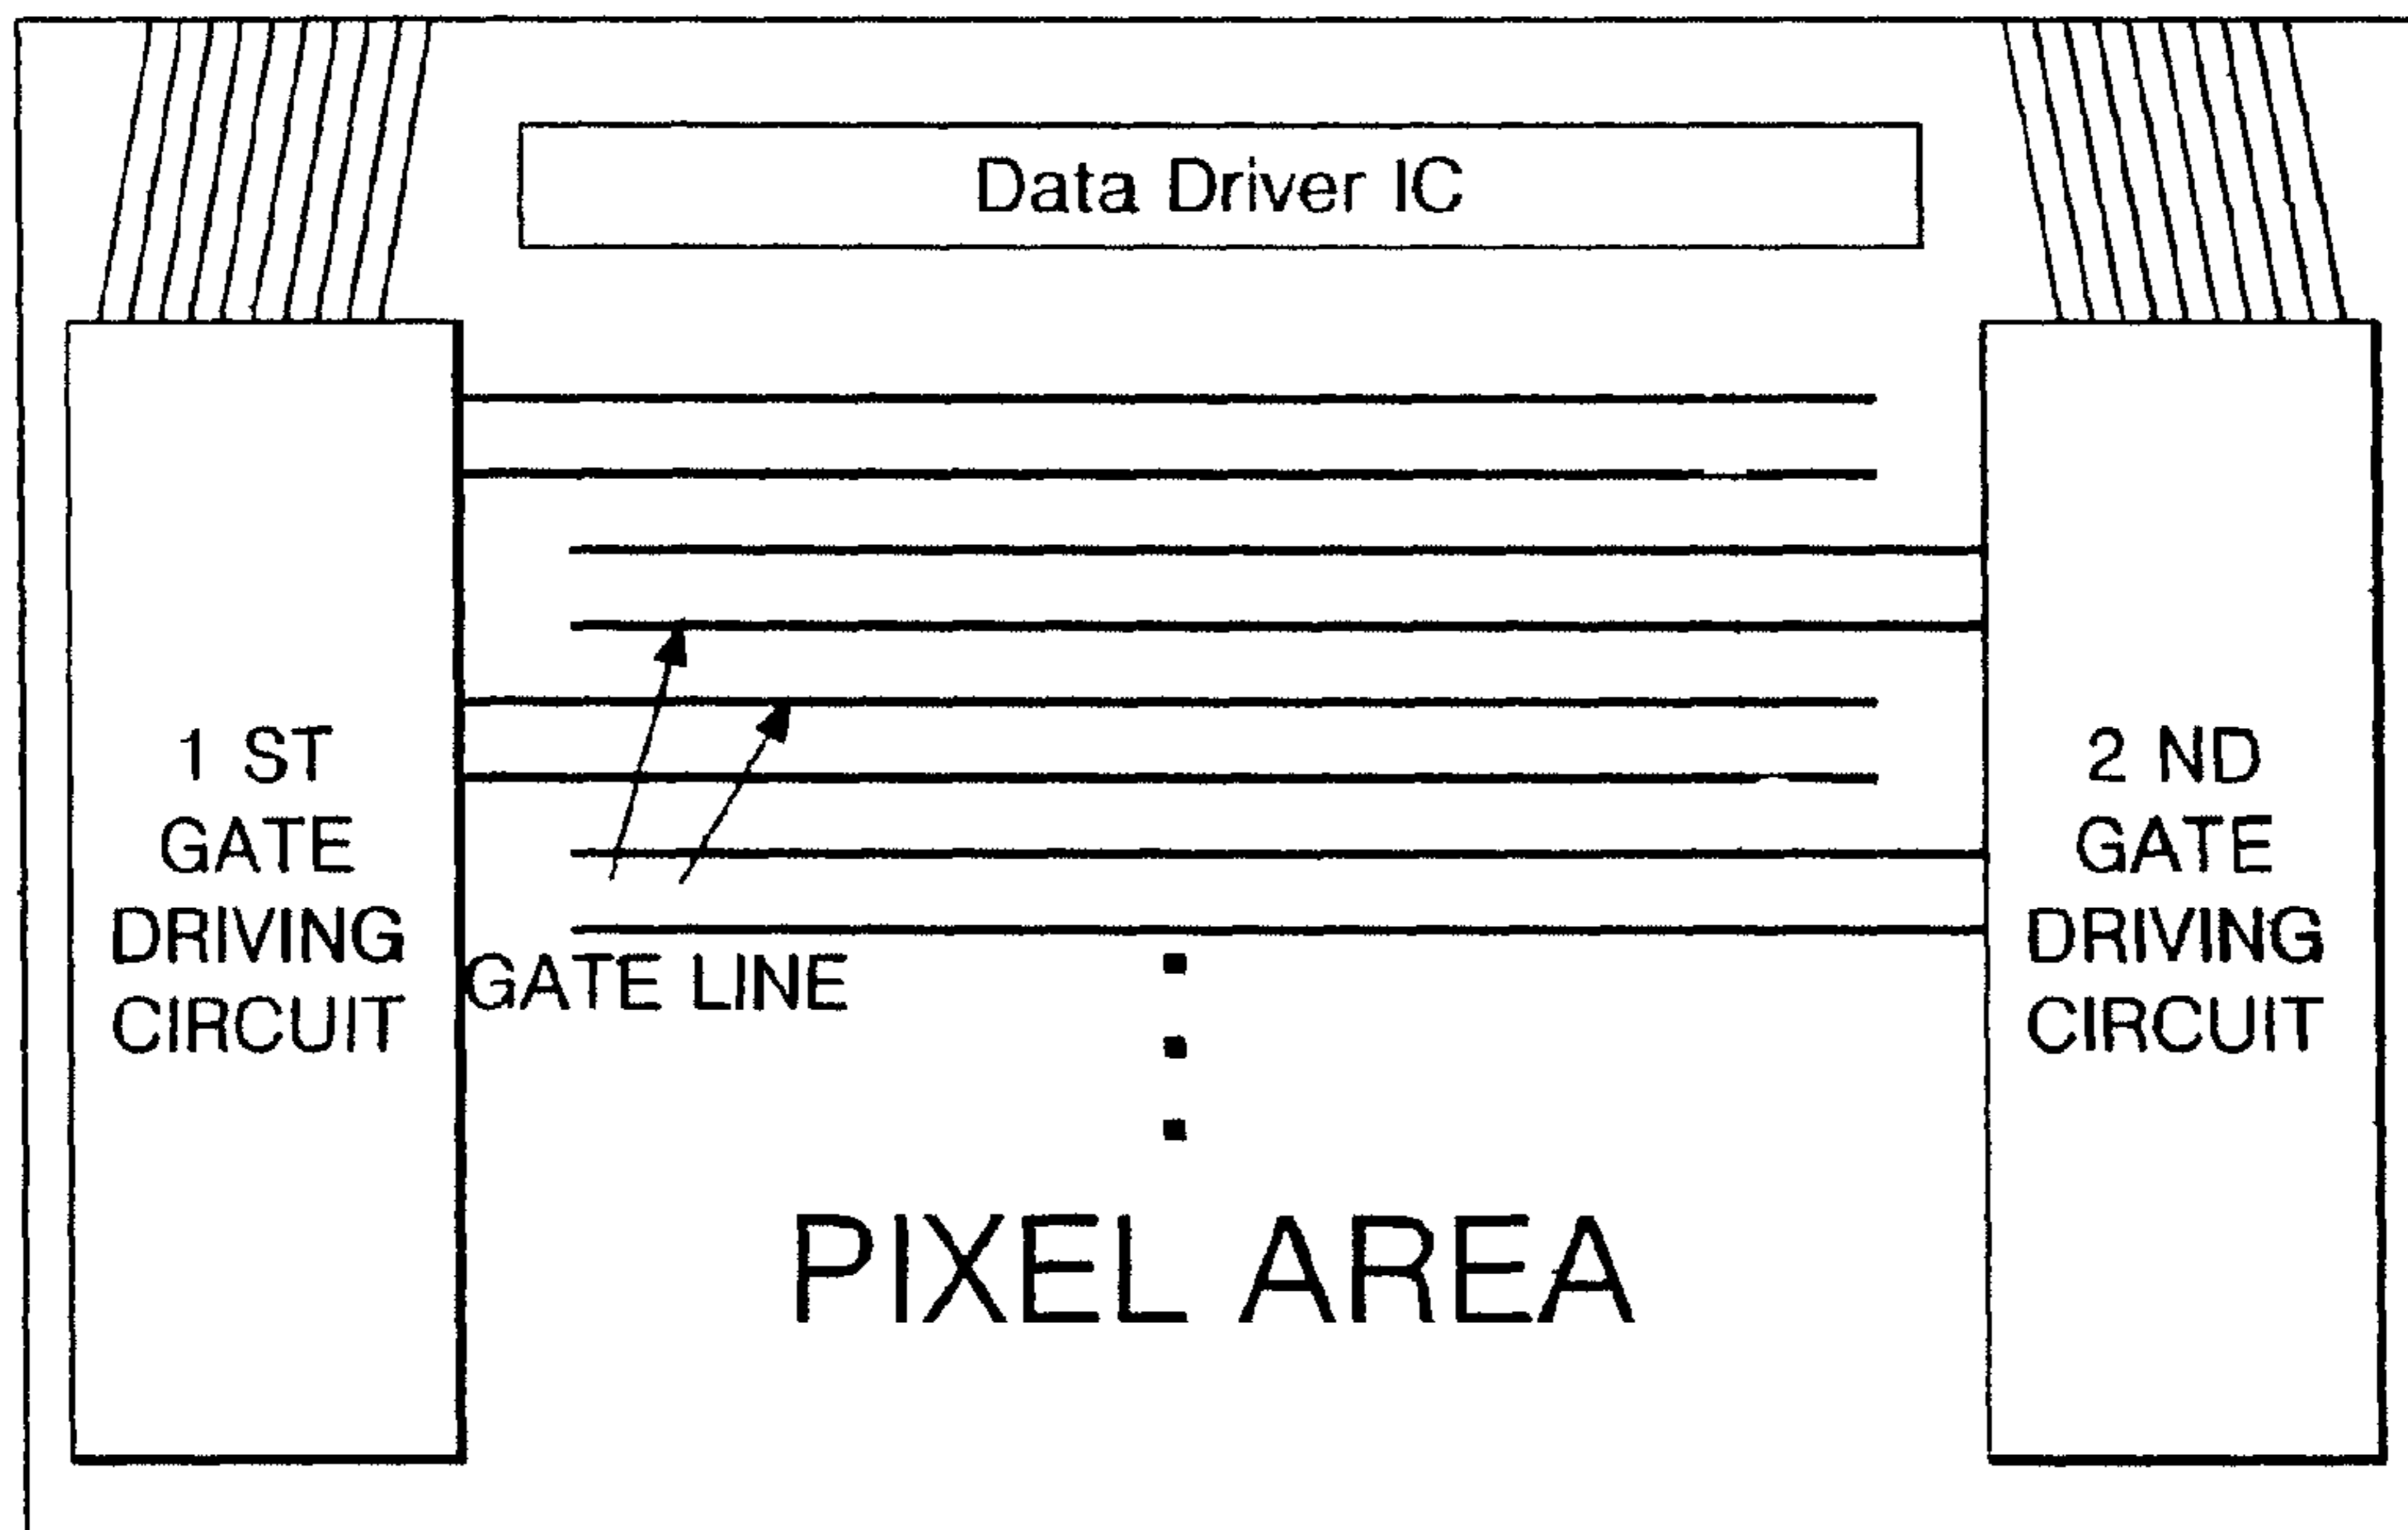 Data Driver IC
1 ST
GATE
DRIVING
CIRCUIT
GATE LINE
2 ND
GATE
DRIVING
CIRCUIT
PIXEL AREA